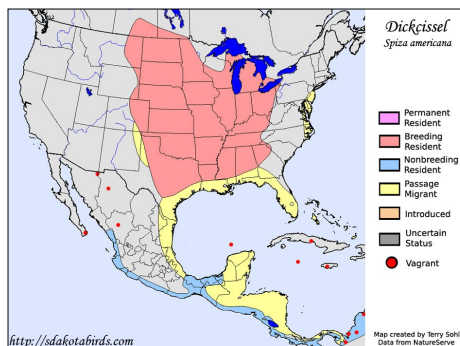 Dickcissel
Spiza americana
Permanent
Resident
Breeding
Resident
Nonbreeding
Resident
Passage
Migrant
Introduced
Uncertain
Status
Vagrant
Map created by Terry Sohl
Data from NatureServe
http://sdakotabirds.com